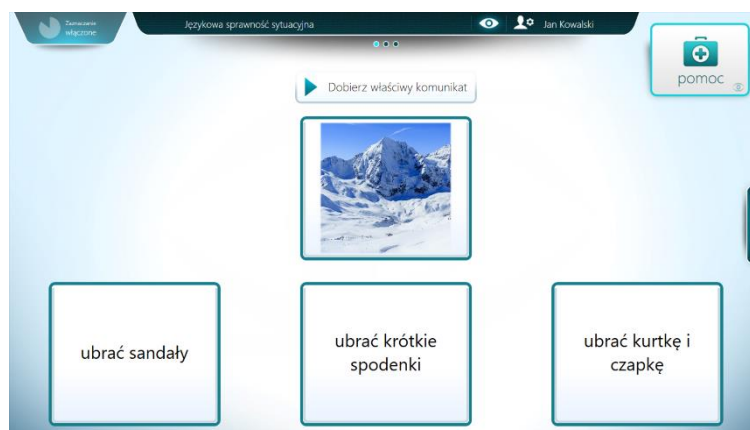 Zaznaczanie
włączone
Językowa sprawność sytuacyjna
Jan Kowalski
pomoc
Dobierz właściwy komunikat
ubrać sandały
ubrać krótkie
spodenki
ubrać kurtkę i
czapkę